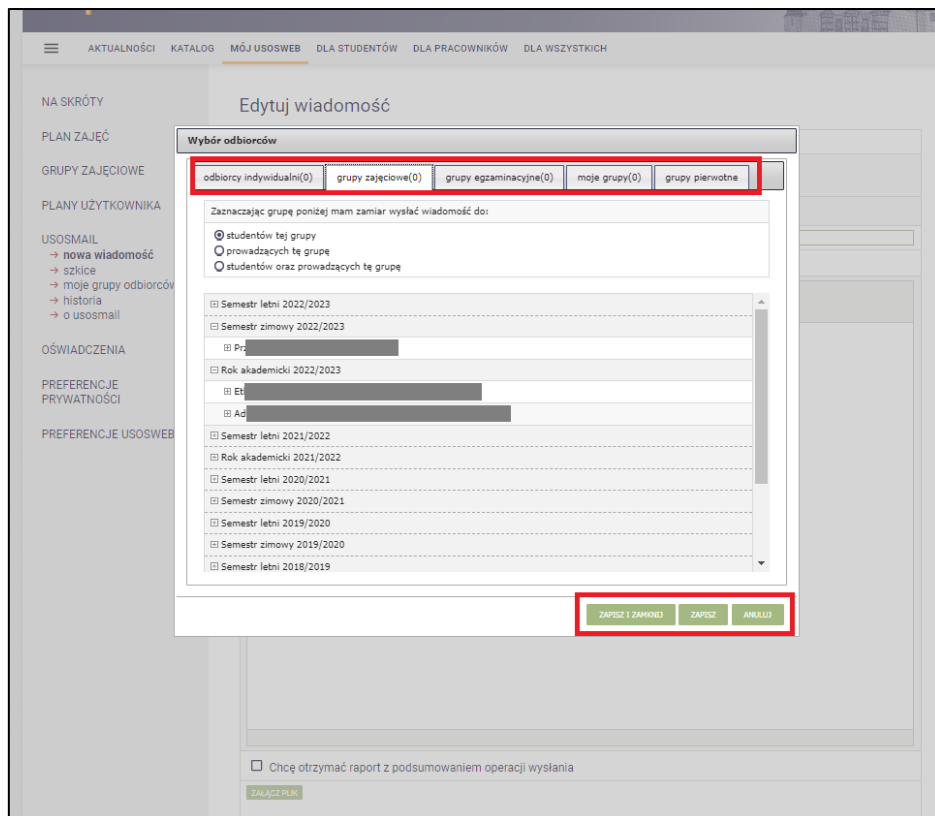 AKTUALNOŚCI KATALOG MÓJ USOSWEB DLA STUDENTÓW DLA PRACOWNIKÓW DLA WSZYSTKICH
NA SKRÓTY
PLAN ZAJĘĆ
GRUPY ZAJĘCIOWE
PLANY UŻYTKOWNIKA
USOSMAIL
→ nowa wiadomość
→ szkice
→ moje grupy odbiorców
→ historia
→ o usosmail
OŚWIADCZENIA
PREFERENCJE
PRYWATNOŚCI
PREFERENCJE USOSWEB
Edytuj wiadomość
Wybór odbiorców
odbiorcy indywidualni(0) grupy zajęciowe(0) grupy egzaminacyjne(0) moje grupy(0) grupy pierwotne
Zaznaczając grupę poniżej mam zamiar wysłać wiadomość do:
studentów tej grupy
prowadzących tę grupę
studentów oraz prowadzących tę grupę
Semestr letni 2022/2023
Semestr zimowy 2022/2023
Prz
Rok akademicki 2022/2023
Et
Ad
Semestr letni 2021/2022
Rok akademicki 2021/2022
Semestr letni 2020/2021
Semestr zimowy 2020/2021
Semestr letni 2019/2020
Semestr zimowy 2019/2020
Semestr letni 2018/2019
ZAPISZ I ZAMKNIJ ZAPISZ ANULUJ
Chcę otrzymać raport z podsumowaniem operacji wysłania
ZAŁĄCZ PLIK